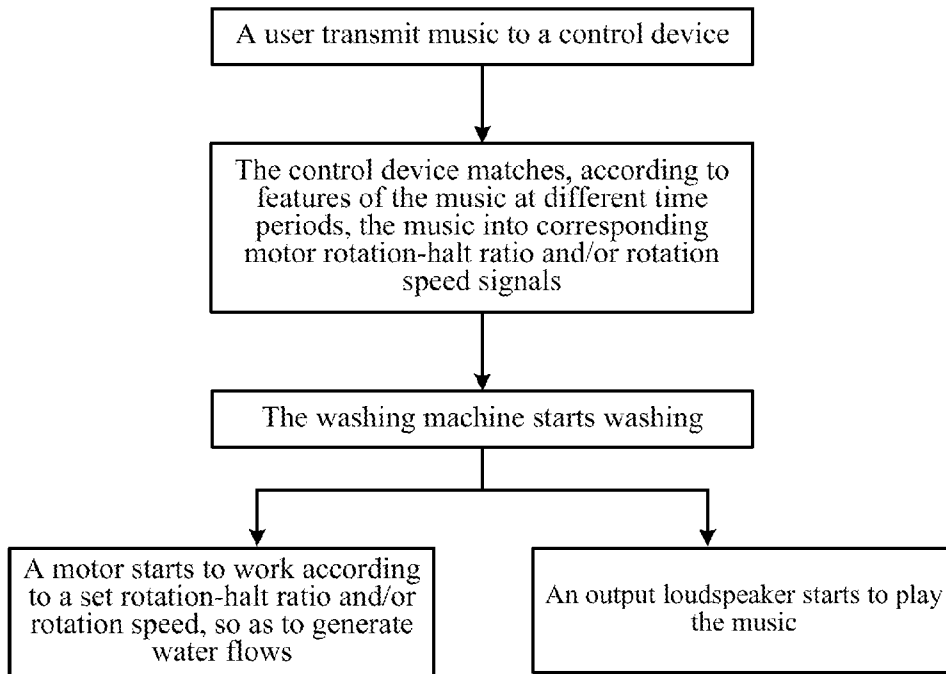 A user transmit music to a control device
The control device matches, according to
features of the music at different time
periods, the music into corresponding
motor rotation-halt ratio and/or rotation
speed signals
The washing machine starts washing
A motor starts to work according
to a set rotation-halt ratio and/or
rotation speed, so as to generate
water flows
An output loudspeaker starts to play
the music